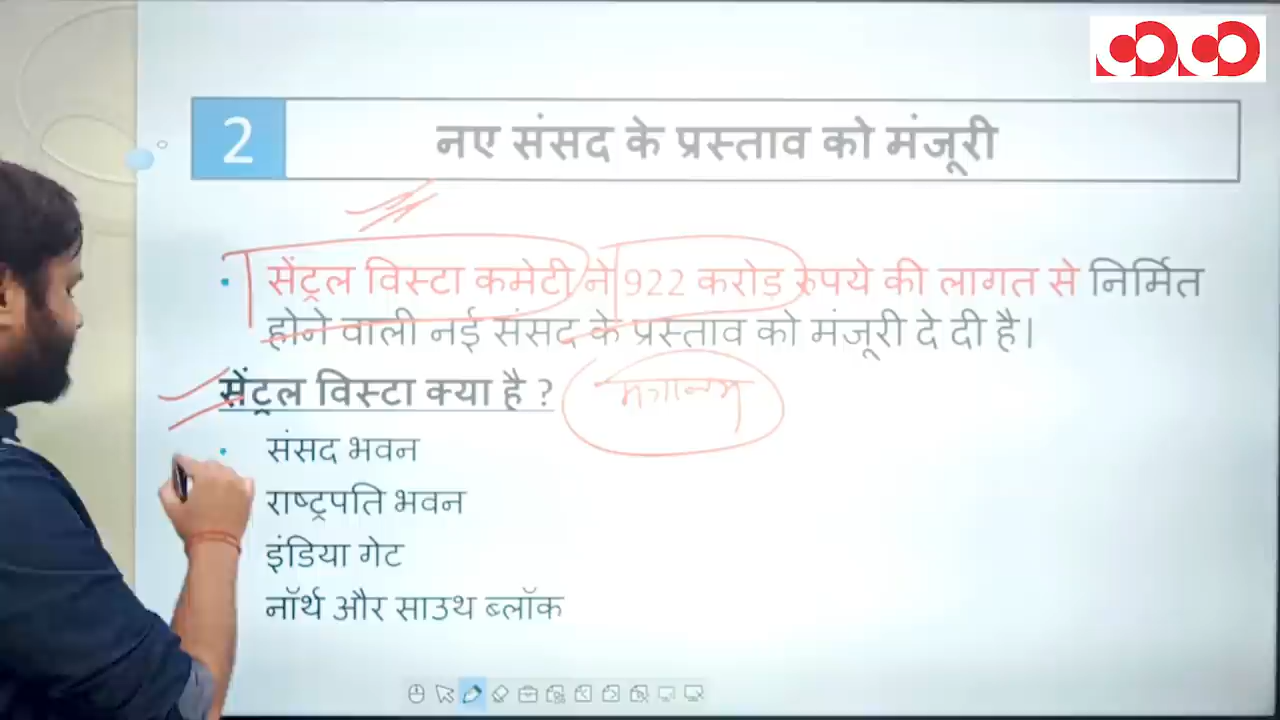 2
नए संसद के प्रस्ताव को मंजूरी
सेंट्रल विस्टा कमेटी ने 922 करोड़ रुपये की लागत से निर्मित
होने वाली नई संसद के प्रस्ताव को मंजूरी दे दी है।
सेंट्रल विस्टा क्या है ?
संसद भवन
राष्ट्रपति भवन
इंडिया गेट
नॉर्थ और साउथ ब्लॉक